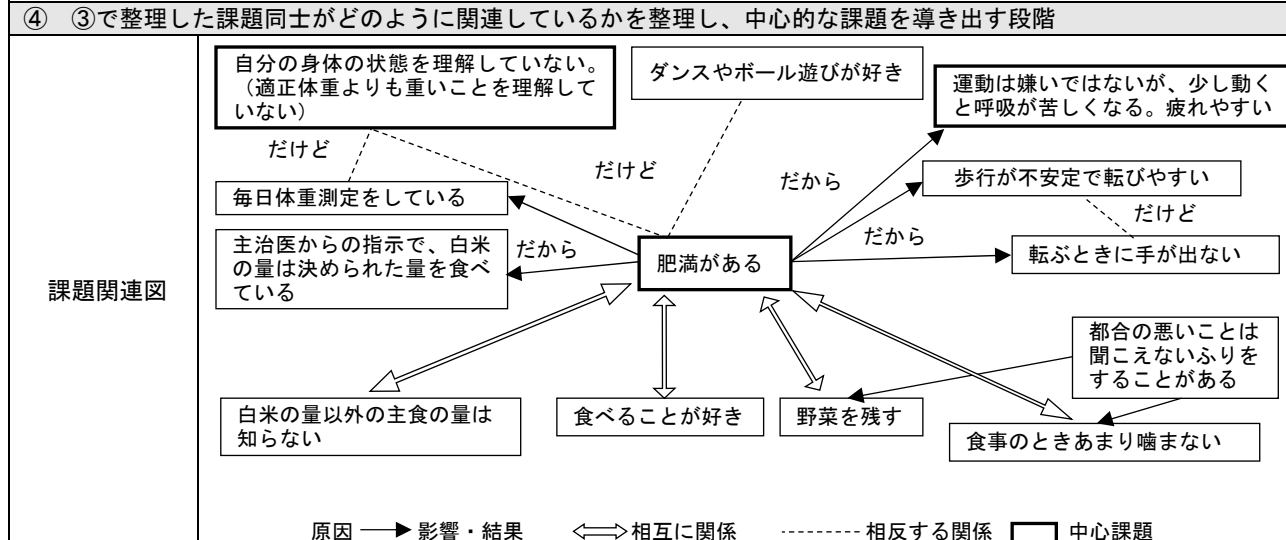 ④ ③で整理した課題同士がどのように関連しているかを整理し、中心的な課題を導き出す段階
課題関連図
自分の身体の状態を理解していない。
（適正体重よりも重いことを理解して
いない）
ダンスやボール遊びが好き
運動は嫌いではないが、少し動く
と呼吸が苦しくなる。疲れやすい
だけど
だけど
だから
毎日体重測定をしている
歩行が不安定で転びやすい
だけど
主治医からの指示で、白米
の量は決められた量を食べ
ている
だから
肥満がある
だから
転ぶときに手が出ない
都合の悪いことは
聞こえないふりを
することがある
白米の量以外の主食の量は
知らない
食べることが好き
野菜を残す
食事のときあまり噛まない
原因 影響・結果 相互に関係 相反する関係 中心課題